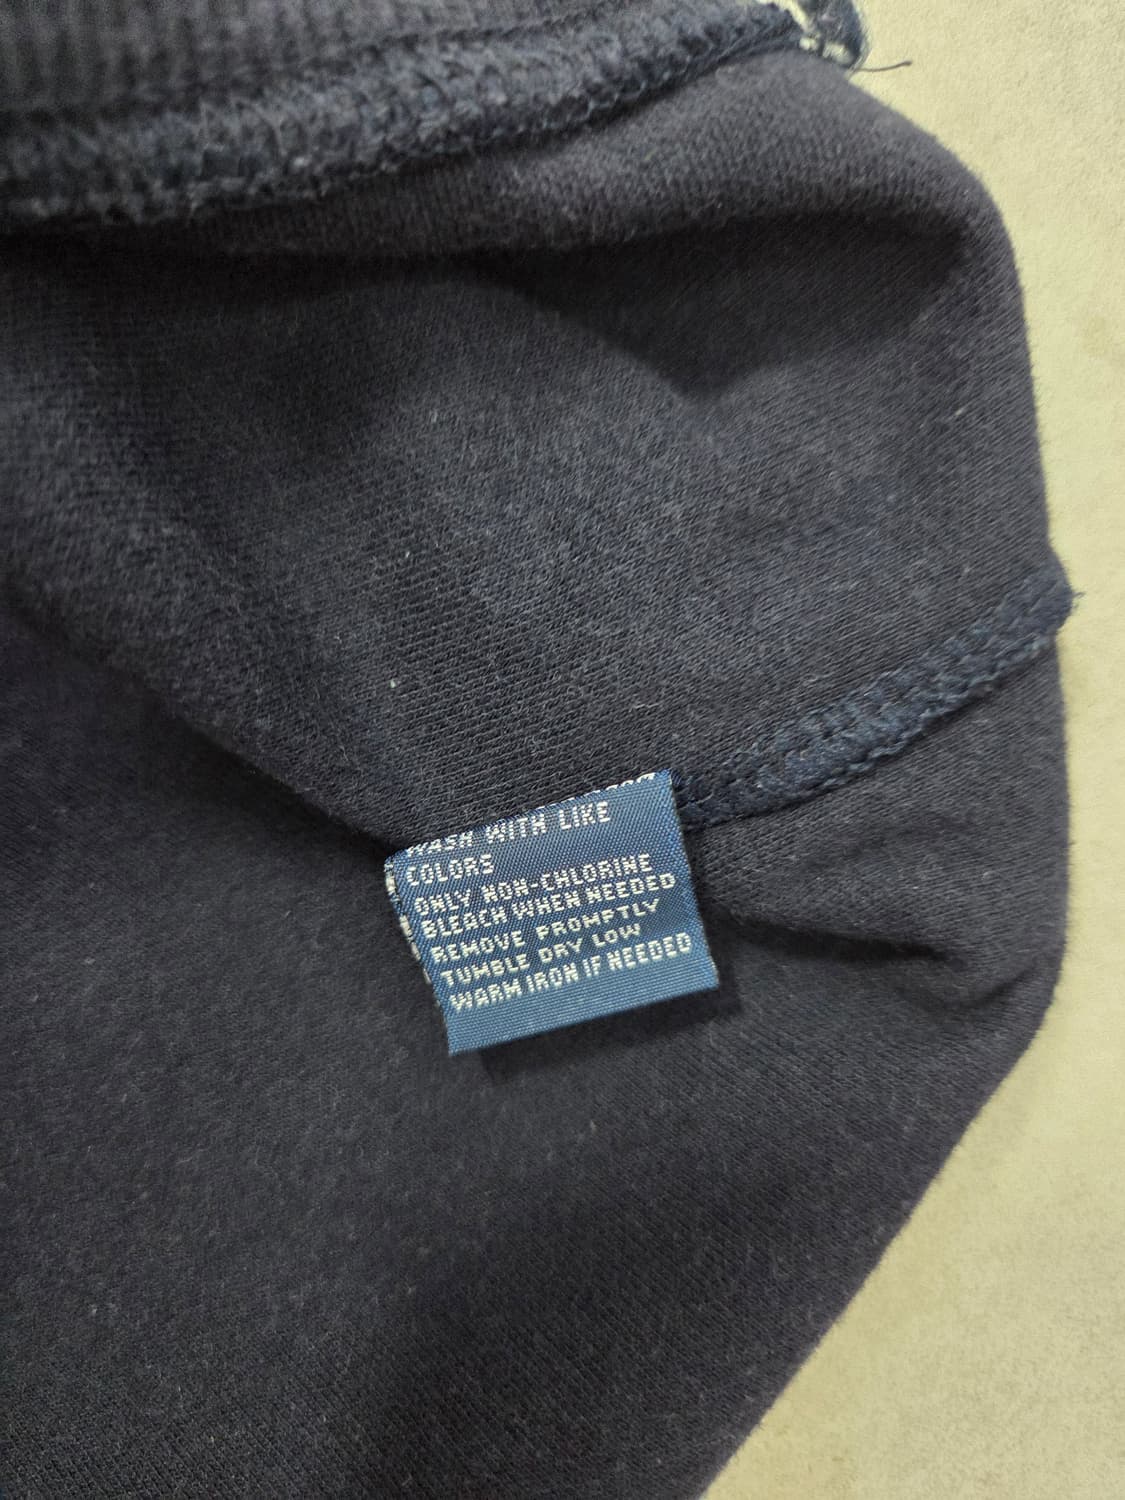 WASH WITH LIKE
COLORS
ONLY NON-CHLORINE
BLEACH WHEN NEEDED
REMOVE PROMPTLY
TUMBLE DRY LOW
WARM IRON IF NEEDED